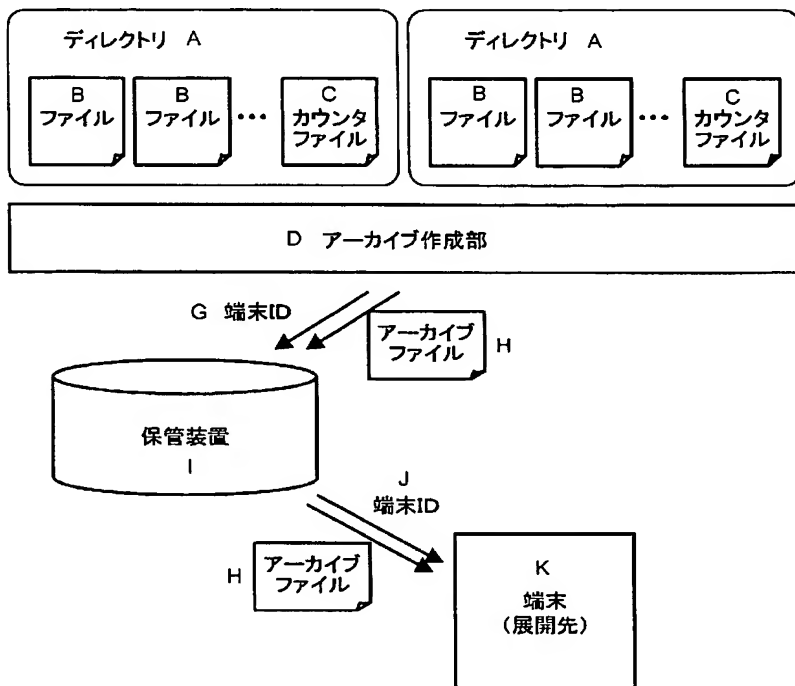 ディレクトリ A
B
ファイル
B
ファイル
・・・
C
カウンタ
ファイル
ディレクトリ A
B
ファイル
B
ファイル
・・・
C
カウンタ
ファイル
D アーカイブ作成部
G 端末ID
アーカイブ
ファイル
H
保管装置
I
J
端末ID
H
アーカイブ
ファイル
K
端末
(展開先)